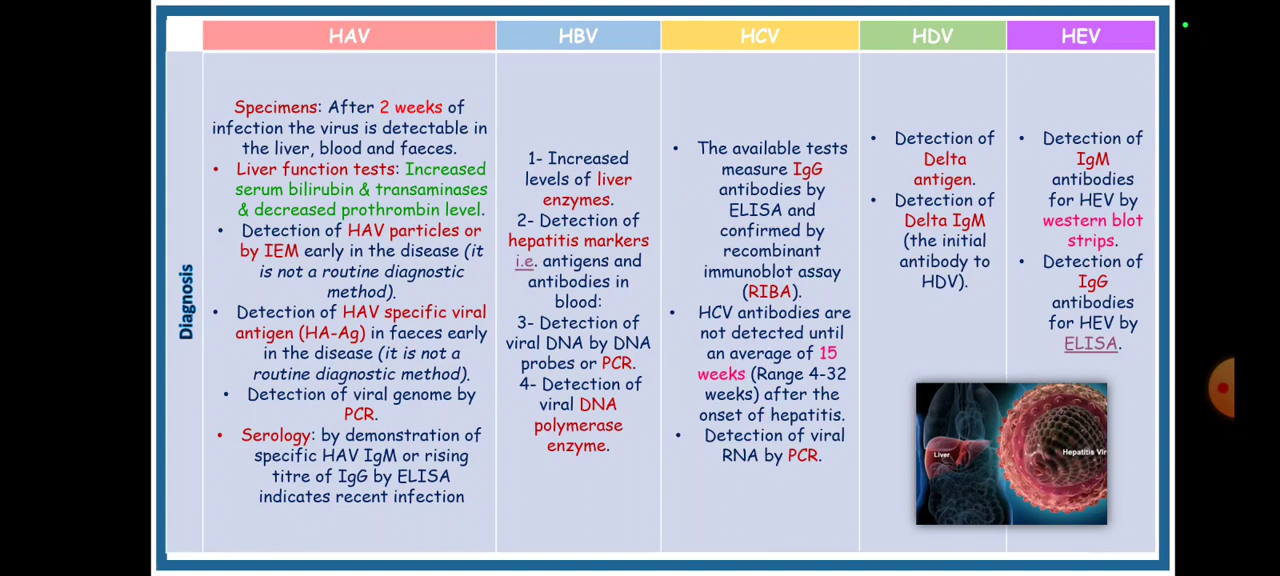 HAV
HBV
HCV
HDV
HEV
Diagnosis
Specimens: After 2 weeks of
infection the virus is detectable in
the liver, blood and faeces.
• Liver function tests: Increased
serum bilirubin & transaminases
& decreased prothrombin level.
• Detection of HAV particles or
by IEM early in the disease (it
is not a routine diagnostic
method).
• Detection of HAV specific viral
antigen (HA-Ag) in faeces early
in the disease (it is not a
routine diagnostic method).
• Detection of viral genome by
PCR.
• Serology: by demonstration of
specific HAV IgM or rising
titre of IgG by ELISA
indicates recent infection
1- Increased
levels of liver
enzymes.
2- Detection of
hepatitis markers
i.e. antigens and
antibodies in
blood:
3- Detection of
viral DNA by DNA
probes or PCR.
4- Detection of
viral DNA
polymerase
enzyme.
• The available tests
measure IgG
antibodies by
ELISA and
confirmed by
recombinant
immunoblot assay
(RIBA).
• HCV antibodies are
not detected until
an average of 15
weeks (Range 4-32
weeks) after the
onset of hepatitis.
• Detection of viral
RNA by PCR.
• Detection of
Delta
antigen.
• Detection of
Delta IgM
(the initial
antibody to
HDV).
• Detection of
IgM
antibodies
for HEV by
western blot
strips.
• Detection of
IgG
antibodies
for HEV by
ELISA.
Liver
Hepatitis Vir